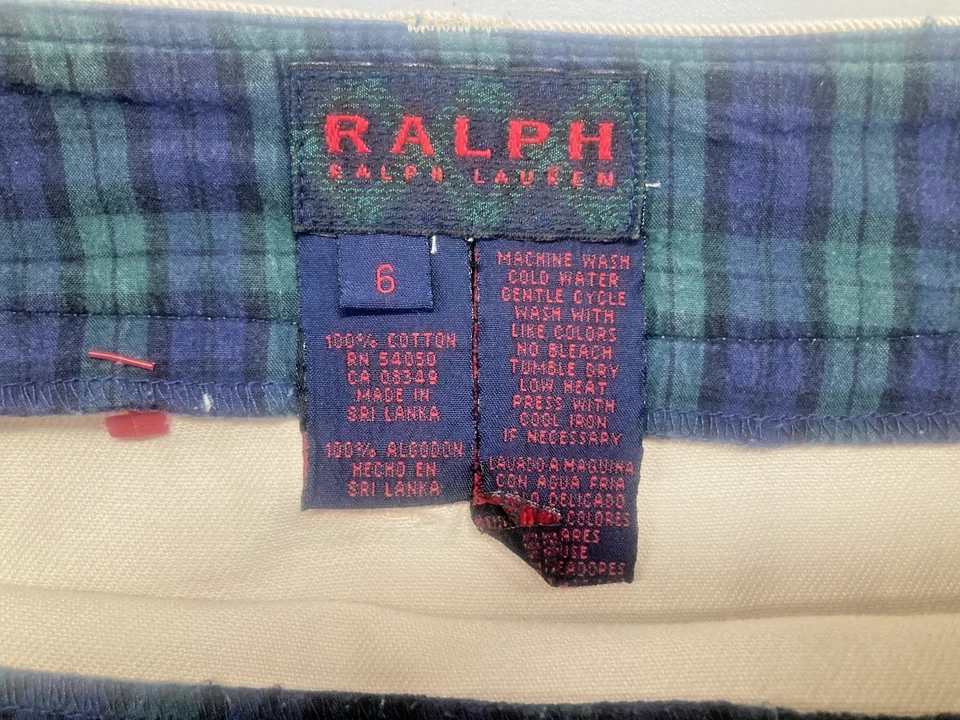 RALPH
RALPH LAUREN
6
100% COTTON
RN 54050
CA 08349
MADE IN
SRI LANKA
100% ALGODON
HECHO EN
SRI LANKA
MACHINE WASH
COLD WATER
GENTLE CYCLE
WASH WITH
LIKE COLORS
NO BLEACH
TUMBLE DRY
LOW HEAT
PRESS WITH
COOL IRON
IF NECESSARY
LAVADO A MAQUINA
CON AGUA FRIA
DELICADO
COLORES